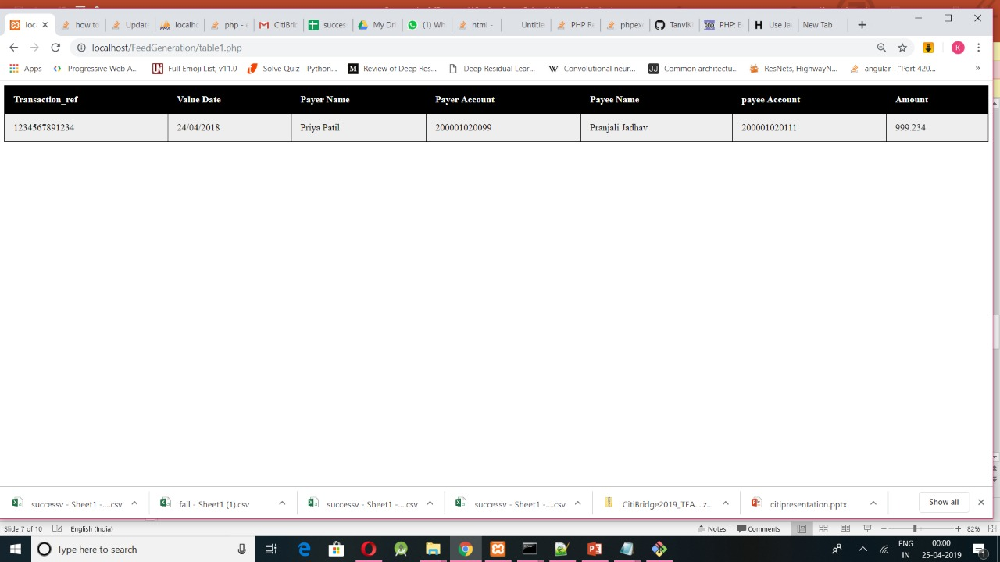 loc how to Update localho php - CitiBric succes My Dri (1) Wh html - Untitle PHP Re phpex TanviK PHP: B Use Ja New Tab
localhost/FeedGeneration/table1.php K
Apps Progressive Web A... Full Emoji List, v11.0 Solve Quiz - Python... Review of Deep Res... Deep Residual Lear... Convolutional neur... Common architectu... ResNets, HighwayN... angular - "Port 420... »
Transaction_ref Value Date Payer Name Payer Account Payee Name payee Account Amount
1234567891234 24/04/2018 Priya Patil 200001020099 Pranjali Jadhav 200001020111 999.234
successv - Sheet1 -....csv fail - Sheet1 (1).csv successv - Sheet1 -....csv successv - Sheet1 -....csv CitiBridge2019_TEA....z... citipresentation.pptx Show all
Slide 7 of 10 English (India) Notes Comments 82%
Type here to search ENG 00:00
IN 25-04-2019 1